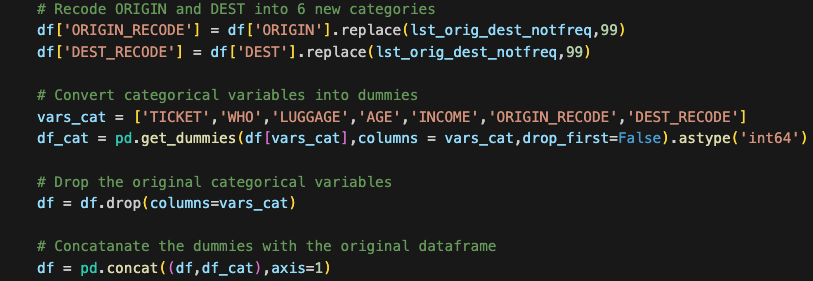 # Recode ORIGIN and DEST into 6 new categories
df['ORIGIN_RECODE'] = df['ORIGIN'].replace(lst_orig_dest_notfreq,99)
df['DEST_RECODE'] = df['DEST'].replace(lst_orig_dest_notfreq,99)
# Convert categorical variables into dummies
vars_cat = ['TICKET','WHO','LUGGAGE','AGE','INCOME','ORIGIN_RECODE','DEST_RECODE']
df_cat = pd.get_dummies(df[vars_cat],columns = vars_cat,drop_first=False).astype('int64')
# Drop the original categorical variables
df = df.drop(columns=vars_cat)
# Concatanate the dummies with the original dataframe
df = pd.concat((df,df_cat),axis=1)